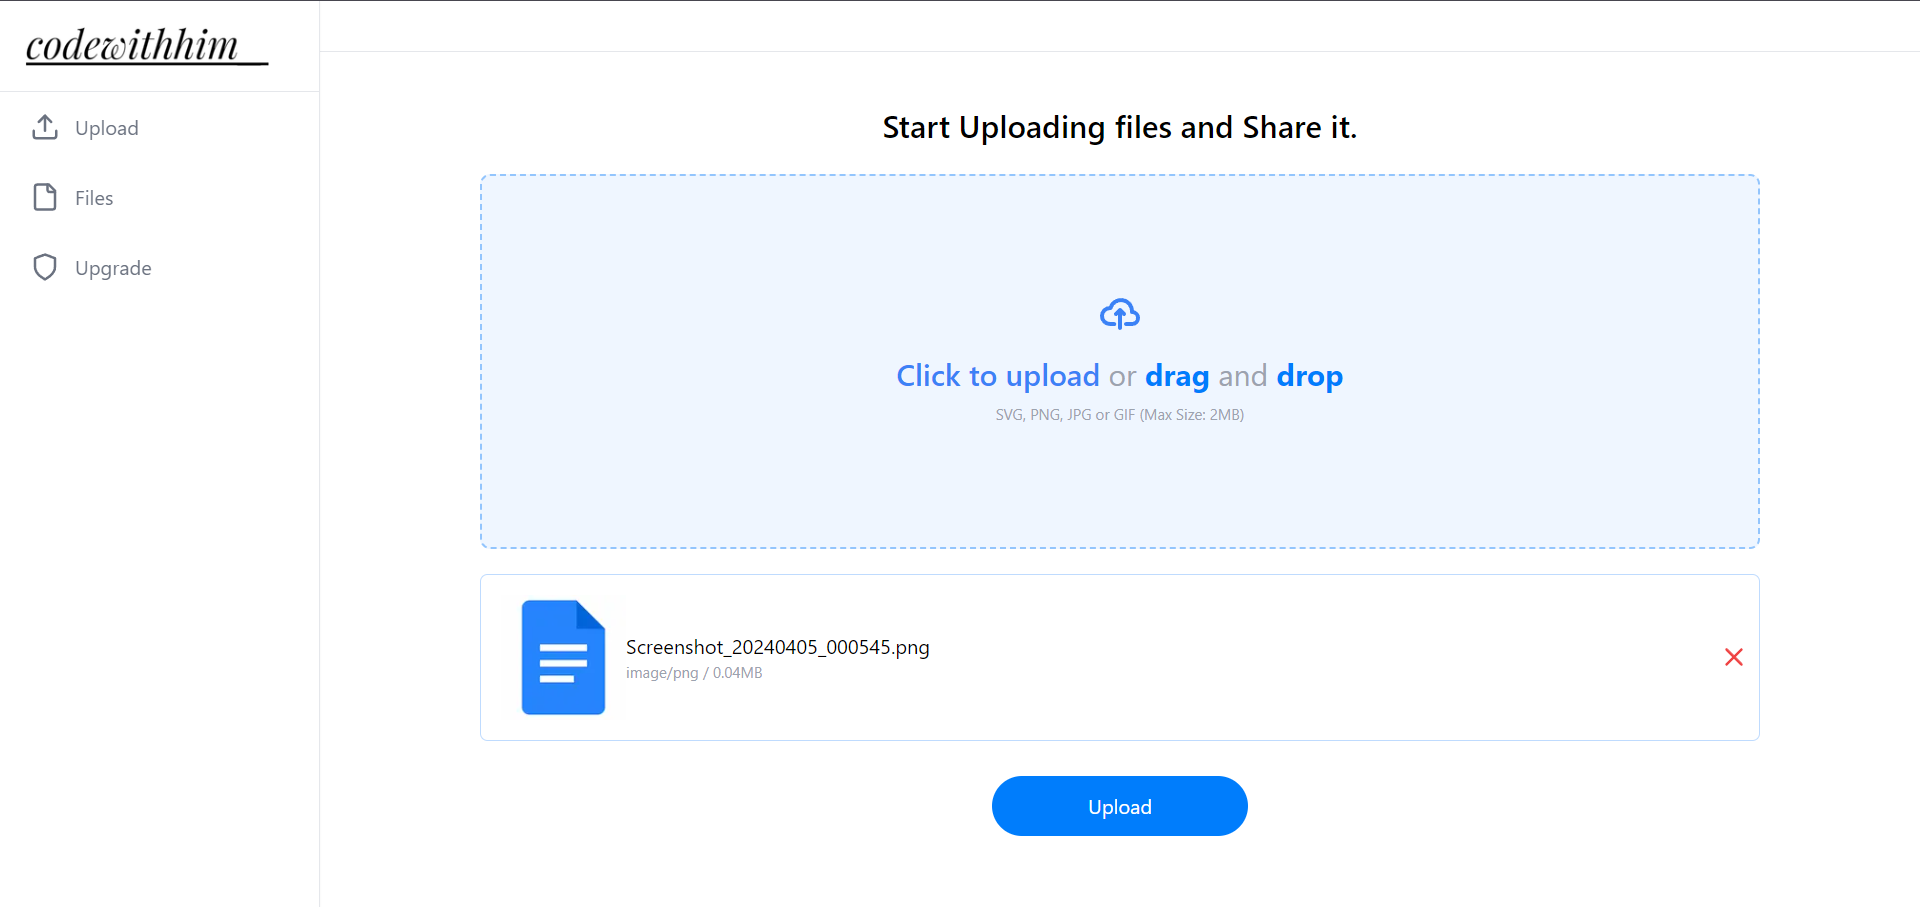 codewithhim__
Upload
Files
Upgrade
Start Uploading files and Share it.
Click to upload or drag and drop
SVG, PNG, JPG or GIF (Max Size: 2MB)
Screenshot_20240405_000545.png
image/png / 0.04MB
Upload